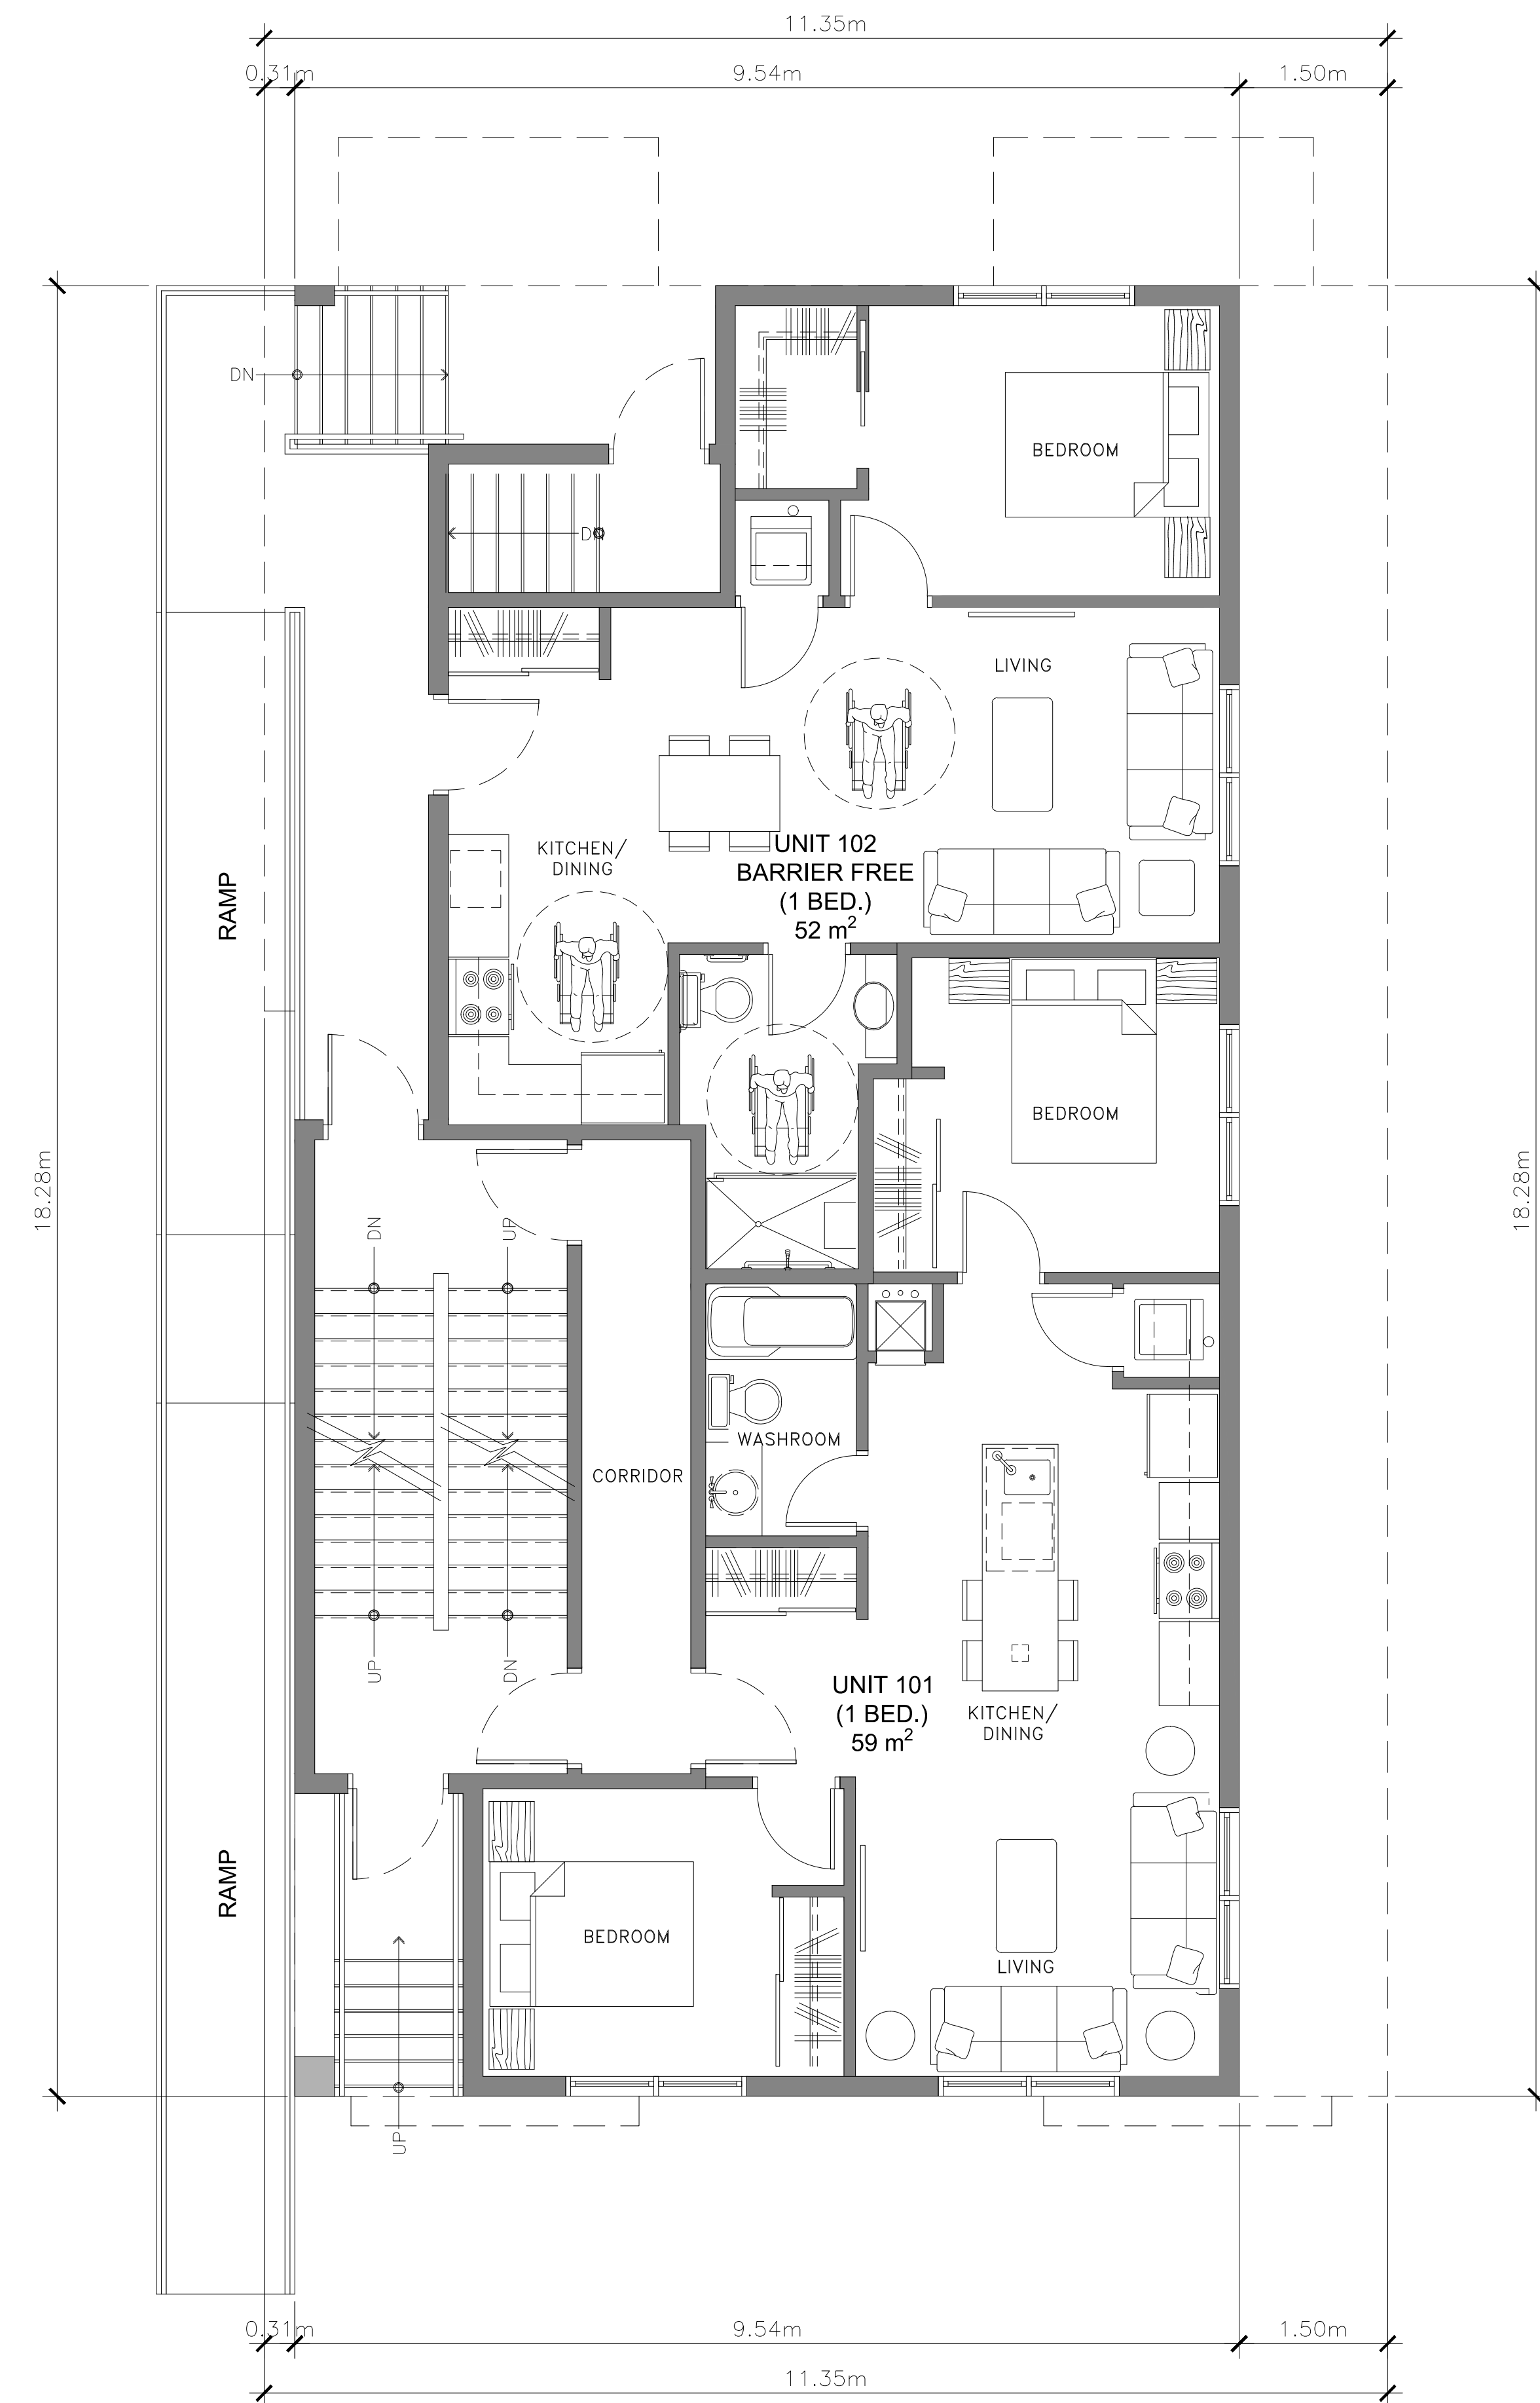 11.35m
0.31m
9.54m
1.50m
DN
BEDROOM
DN
LIVING
KITCHEN/
DINING
UNIT 102
BARRIER FREE
(1 BED.)
52 m²
RAMP
BEDROOM
18.28m
18.28m
DN
UP
WASHROOM
CORRIDOR
UP
DN
UNIT 101
(1 BED.)
59 m²
KITCHEN/
DINING
RAMP
BEDROOM
LIVING
UP
0.31m
9.54m
1.50m
11.35m